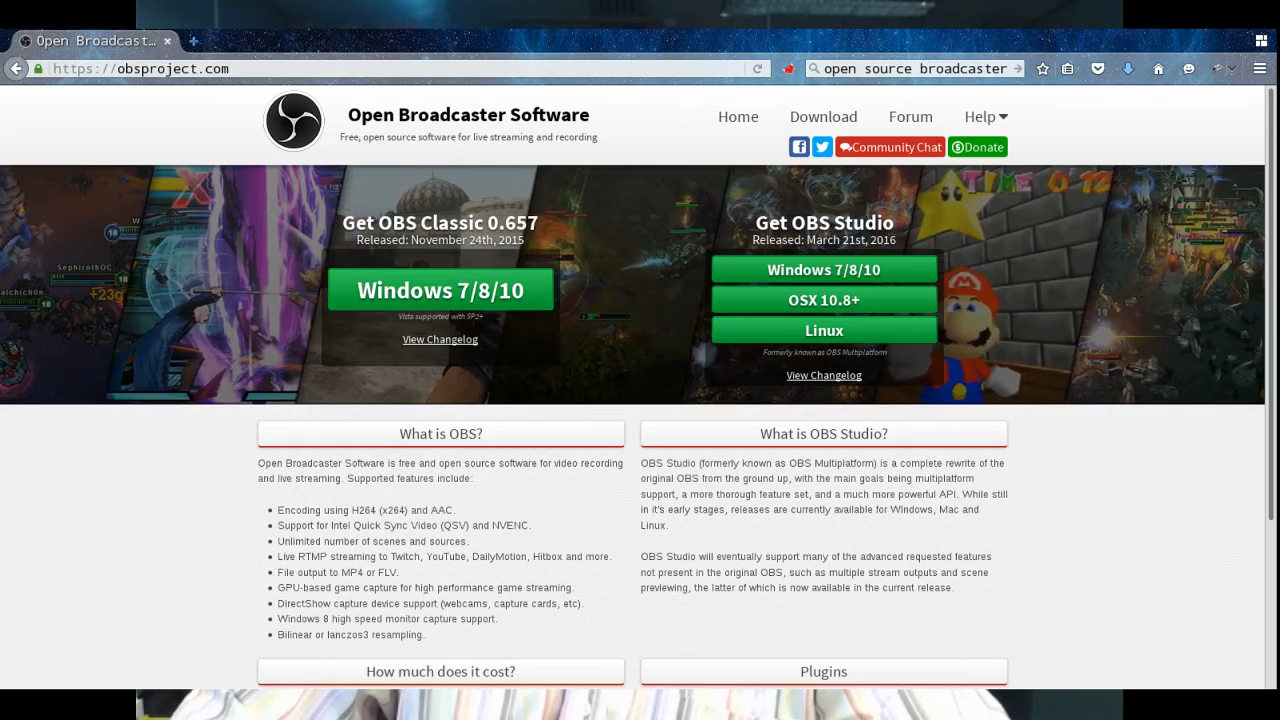 Open Broadcast...
https://obsproject.com
open source broadcaster
Open Broadcaster Software
Free, open source software for live streaming and recording
Home
Download
Forum
Help
Community Chat
Donate
TIME 0 12
Get OBS Classic 0.657
Released: November 24th, 2015
Windows 7/8/10
Vista supported with SP2+
View Changelog
Get OBS Studio
Released: March 21st, 2016
Windows 7/8/10
OSX 10.8+
Linux
Formerly known as OBS Multiplatform
View Changelog
18
SephirothOC
+23g
18
10
What is OBS?
Open Broadcaster Software is free and open source software for video recording
and live streaming. Supported features include:
Encoding using H264 (x264) and AAC.
Support for Intel Quick Sync Video (QSV) and NVENC.
Unlimited number of scenes and sources.
Live RTMP streaming to Twitch, YouTube, DailyMotion, Hitbox and more.
File output to MP4 or FLV.
GPU-based game capture for high performance game streaming.
DirectShow capture device support (webcams, capture cards, etc).
Windows 8 high speed monitor capture support.
Bilinear or lanczos3 resampling.
What is OBS Studio?
OBS Studio (formerly known as OBS Multiplatform) is a complete rewrite of the
original OBS from the ground up, with the main goals being multiplatform
support, a more thorough feature set, and a much more powerful API. While still
in it's early stages, releases are currently available for Windows, Mac and
Linux.
OBS Studio will eventually support many of the advanced requested features
not present in the original OBS, such as multiple stream outputs and scene
previewing, the latter of which is now available in the current release.
How much does it cost?
Plugins